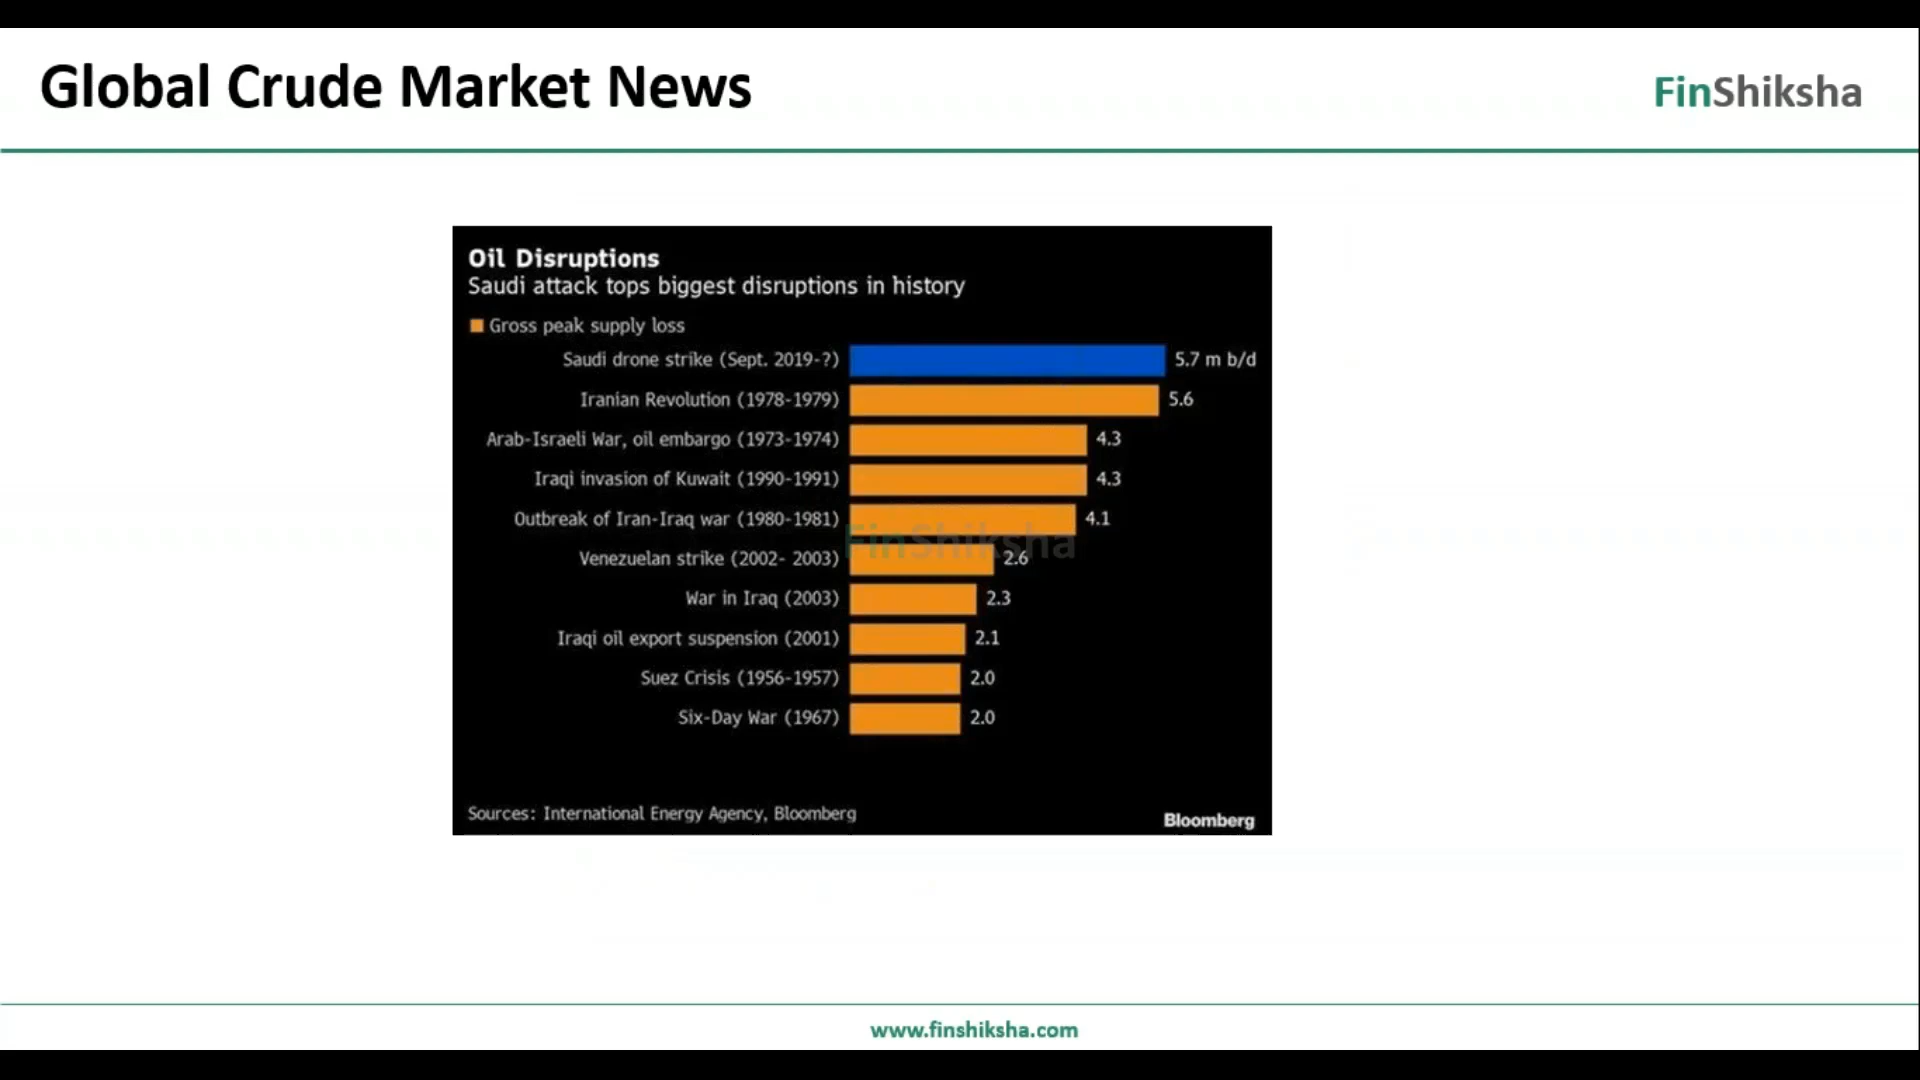 Global Crude Market News
FinShiksha
Oil Disruptions
Saudi attack tops biggest disruptions in history
Gross peak supply loss
Saudi drone strike (Sept. 2019-?) 5.7 m b/d
Iranian Revolution (1978-1979) 5.6
Arab-Israeli War, oil embargo (1973-1974) 4.3
Iraqi invasion of Kuwait (1990-1991) 4.3
Outbreak of Iran-Iraq war (1980-1981) 4.1
FinShiksha
Venezuelan strike (2002- 2003) 2.6
War in Iraq (2003) 2.3
Iraqi oil export suspension (2001) 2.1
Suez Crisis (1956-1957) 2.0
Six-Day War (1967) 2.0
Sources: International Energy Agency, Bloomberg
Bloomberg
www.finshiksha.com